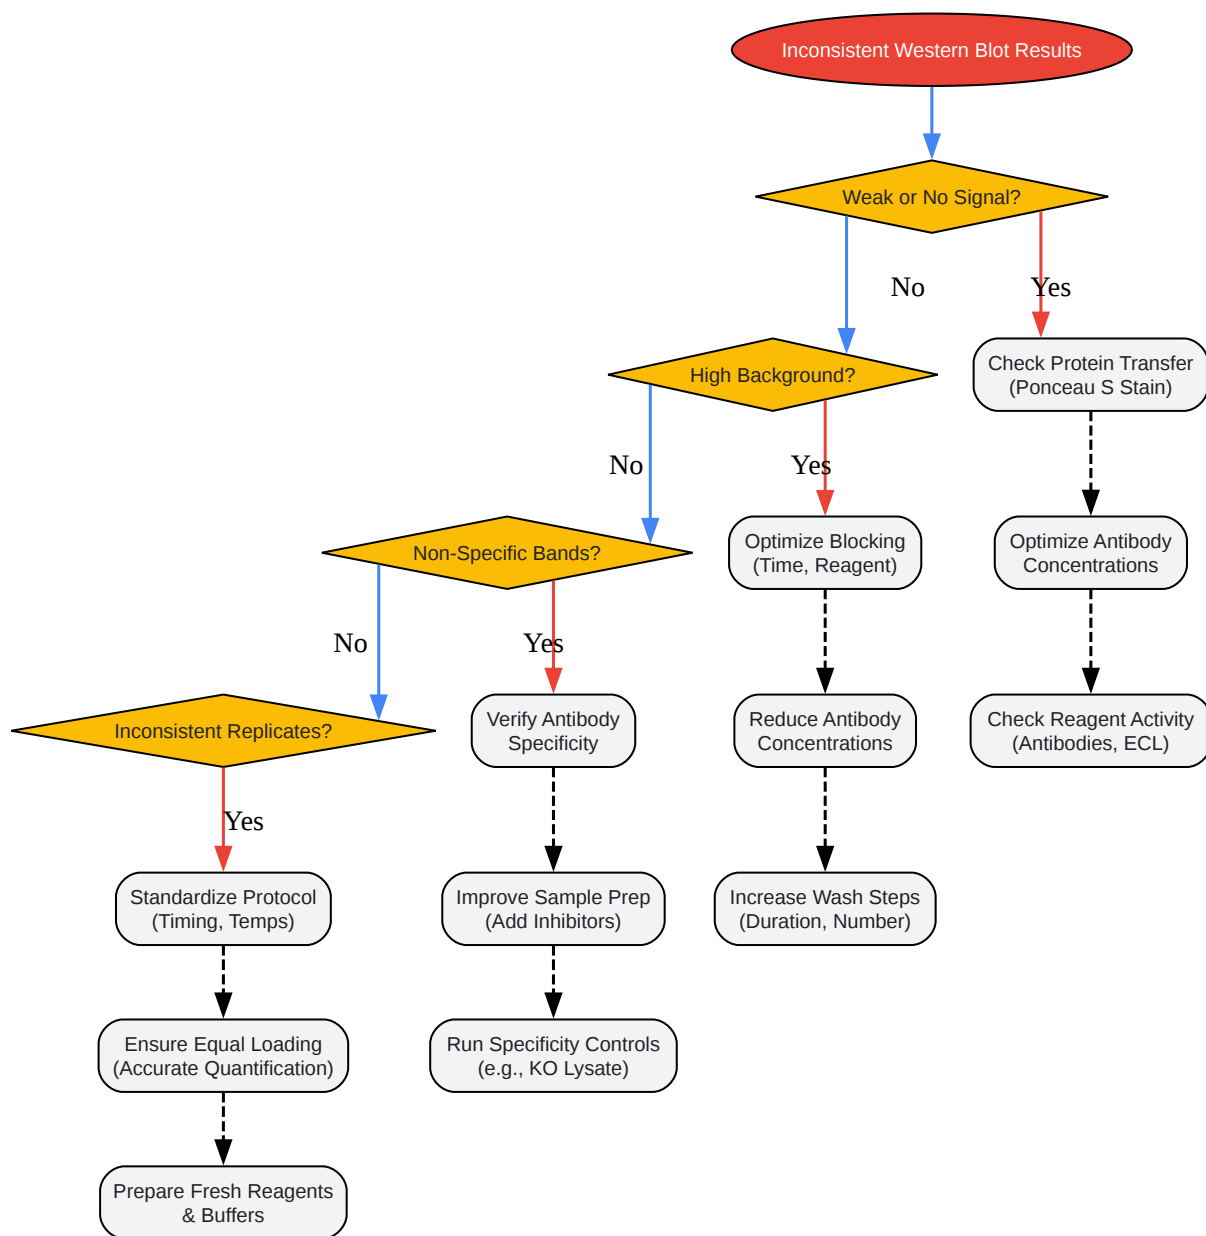 Inconsistent Western Blot Results
Weak or No Signal?
No
Yes
High Background?
Check Protein Transfer
(Ponceau S Stain)
No
Yes
Non-Specific Bands?
Optimize Blocking
(Time, Reagent)
Optimize Antibody
Concentrations
No
Yes
Inconsistent Replicates?
Verify Antibody
Specificity
Reduce Antibody
Concentrations
Check Reagent Activity
(Antibodies, ECL)
Yes
Standardize Protocol
(Timing, Temps)
Improve Sample Prep
(Add Inhibitors)
Increase Wash Steps
(Duration, Number)
Ensure Equal Loading
(Accurate Quantification)
Run Specificity Controls
(e.g., KO Lysate)
Prepare Fresh Reagents
& Buffers